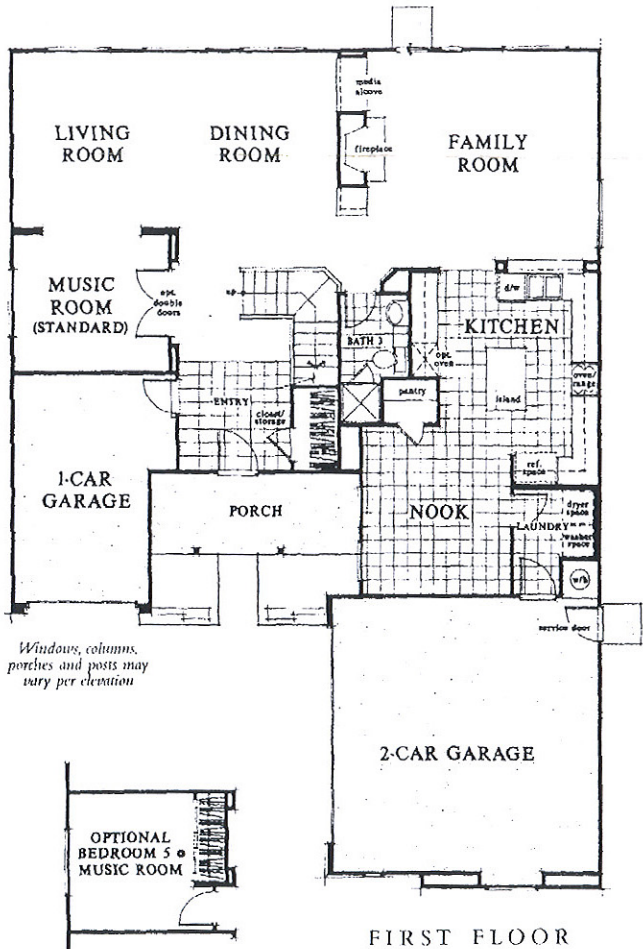 media
alcove
LIVING
ROOM
DINING
ROOM
fireplace
FAMILY
ROOM
MUSIC
ROOM
(STANDARD)
opt.
double
doors
up
d/w
KITCHEN
BATH 3
opt.
oven
oven/
range
pantry
island
ENTRY
closet/
storage
ref.
space
1-CAR
GARAGE
PORCH
NOOK
dryer
space
LAUNDRY
washer
space
w/h
service door
Windows, columns,
porches and posts may
vary per elevation
2-CAR GARAGE
OPTIONAL
BEDROOM 5 @
MUSIC ROOM
FIRST FLOOR